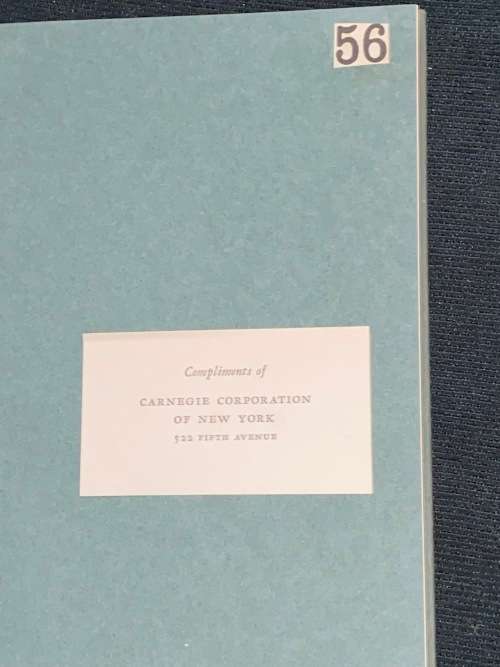 56
Compliments of
CARNEGIE CORPORATION
OF NEW YORK
522 FIFTH AVENUE